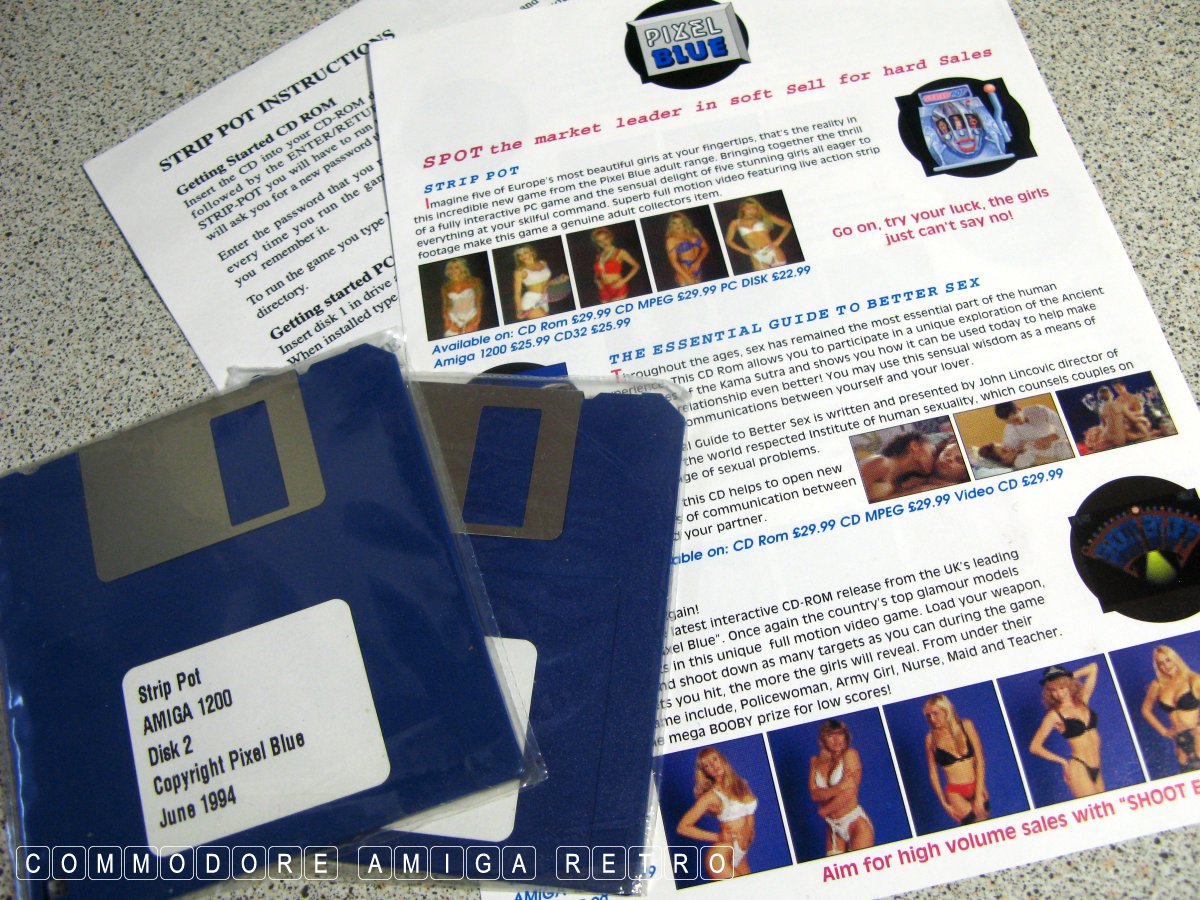 STRIP POT INSTRUCTIONS
Getting Started CD ROM
Insert the CD into your CD-ROM
followed by the ENTER/RETU
STRIP-POT you will have to run
will ask you for a new password
Enter the password that you
every time you run the gam
you remember it.
To run the game you type
directory.
Getting started PC
Insert disk 1 in drive
When installed type
PIXEL
BLUE
SPOT the market leader in soft Sell for hard Sales
STRIP POT
Imagine five of Europe's most beautiful girls at your fingertips, that's the reality in
this incredible new game from the Pixel Blue adult range. Bringing together the thrill
of a fully interactive PC game and the sensual delight of five stunning girls all eager to
everything at your skilful command. Superb full motion video featuring live action strip
footage make this game a genuine adult collectors item.
STRIPPOT
Go on, try your luck, the girls
just can't say no!
Available on: CD Rom £29.99 CD MPEG £29.99 PC DISK £22.99
Amiga 1200 £25.99 CD32 £25.99
THE ESSENTIAL GUIDE TO BETTER SEX
Throughout the ages, sex has remained the most essential part of the human
perience. This CD Rom allows you to participate in a unique exploration of the Ancient
es of the Kama Sutra and shows you how it can be used today to help make
relationship even better! You may use this sensual wisdom as a means of
ommunications between yourself and your lover.
l Guide to Better Sex is written and presented by John Lincovic director of
the world respected Institute of human sexuality, which counsels couples on
ge of sexual problems.
this CD helps to open new
s of communication between
d your partner.
able on: CD Rom £29.99 CD MPEG £29.99 Video CD £29.99
gain!
latest interactive CD-ROM release from the UK's leading
xel Blue". Once again the country's top glamour models
s in this unique full motion video game. Load your weapon,
nd shoot down as many targets as you can during the game
ts you hit, the more the girls will reveal. From under their
me include, Policewoman, Army Girl, Nurse, Maid and Teacher.
e mega BOOBY prize for low scores!
Aim for high volume sales with "SHOOT E
AMIGA
Strip Pot
AMIGA 1200
Disk 2
Copyright Pixel Blue
June 1994
COMMODORE AMIGA RETRO